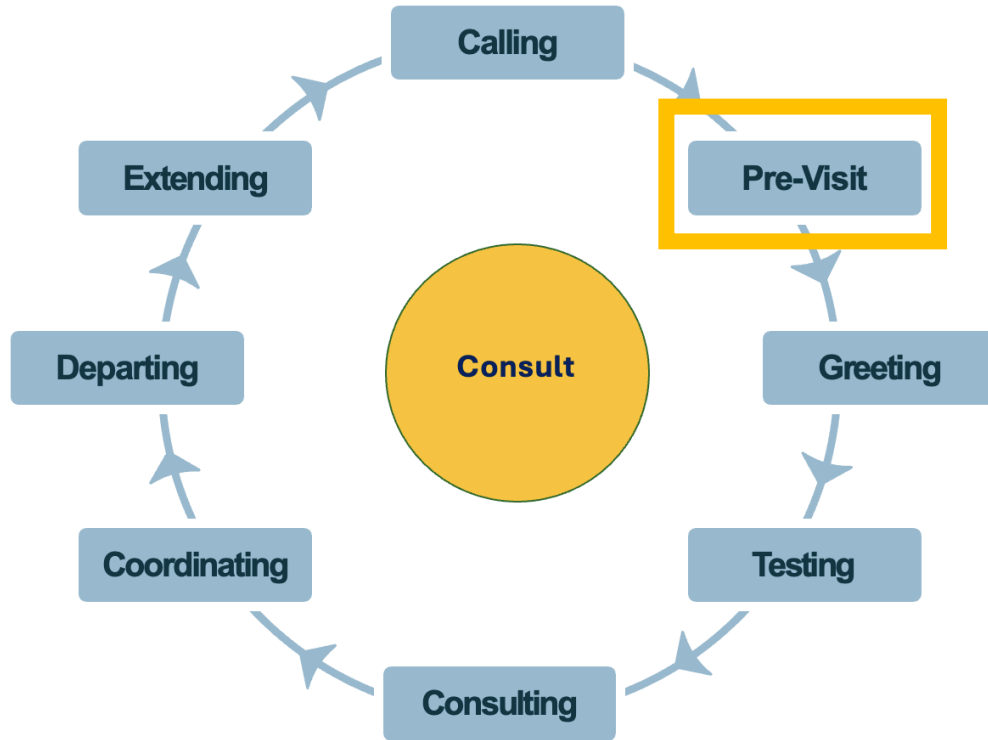 Calling
Pre-Visit
Greeting
Testing
Consulting
Coordinating
Departing
Extending
Consult